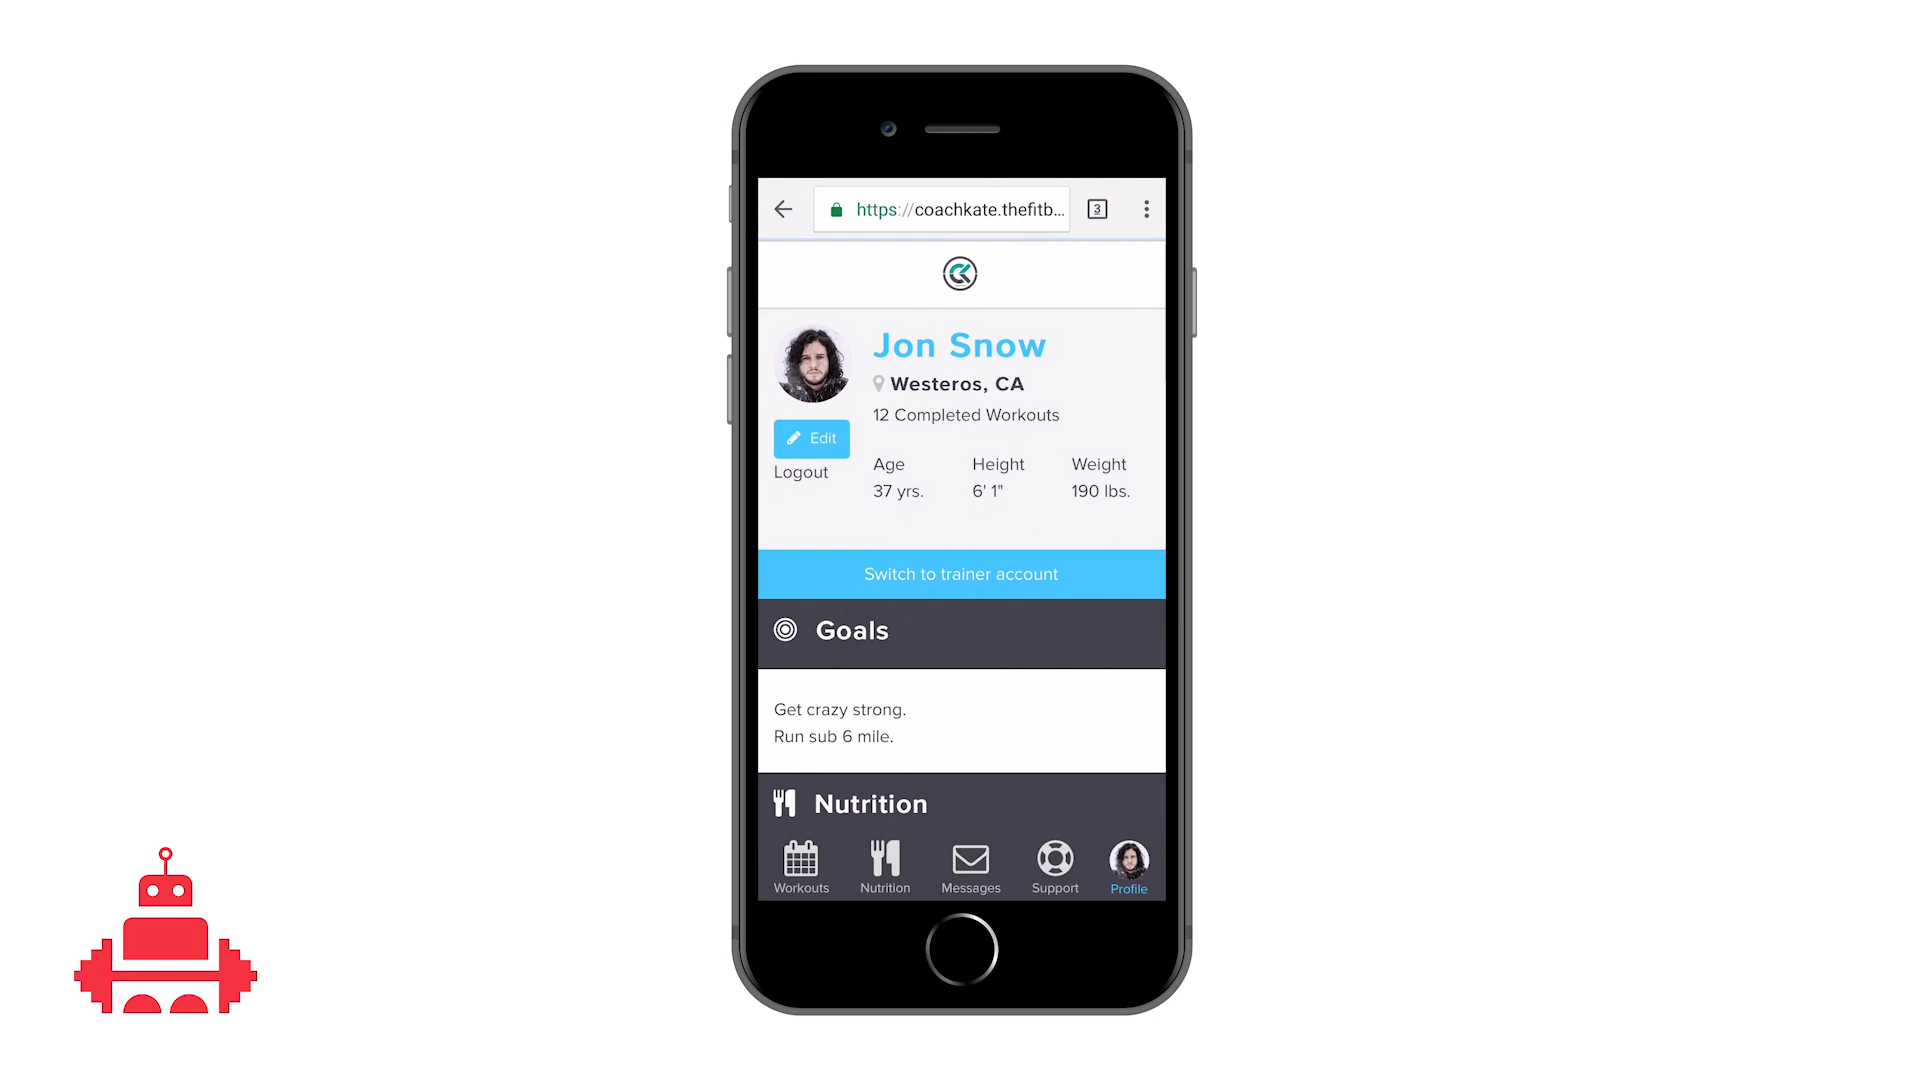 https://coachkate.thefitb...
3
Jon Snow
Westeros, CA
12 Completed Workouts
Edit
Logout
Age Height Weight
37 yrs. 6' 1" 190 lbs.
Switch to trainer account
Goals
Get crazy strong.
Run sub 6 mile.
Nutrition
Workouts Nutrition Messages Support Profile